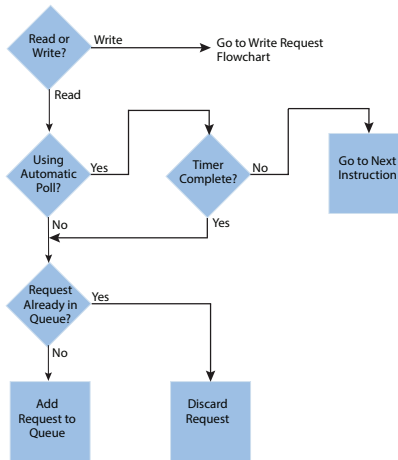 Read or
Write?
Write
Go to Write Request
Flowchart
Read
Using
Automatic
Poll?
Yes
Timer
Complete?
No
Go to Next
Instruction
No
Yes
Request
Already in
Queue?
Yes
No
Add
Request to
Queue
Discard
Request